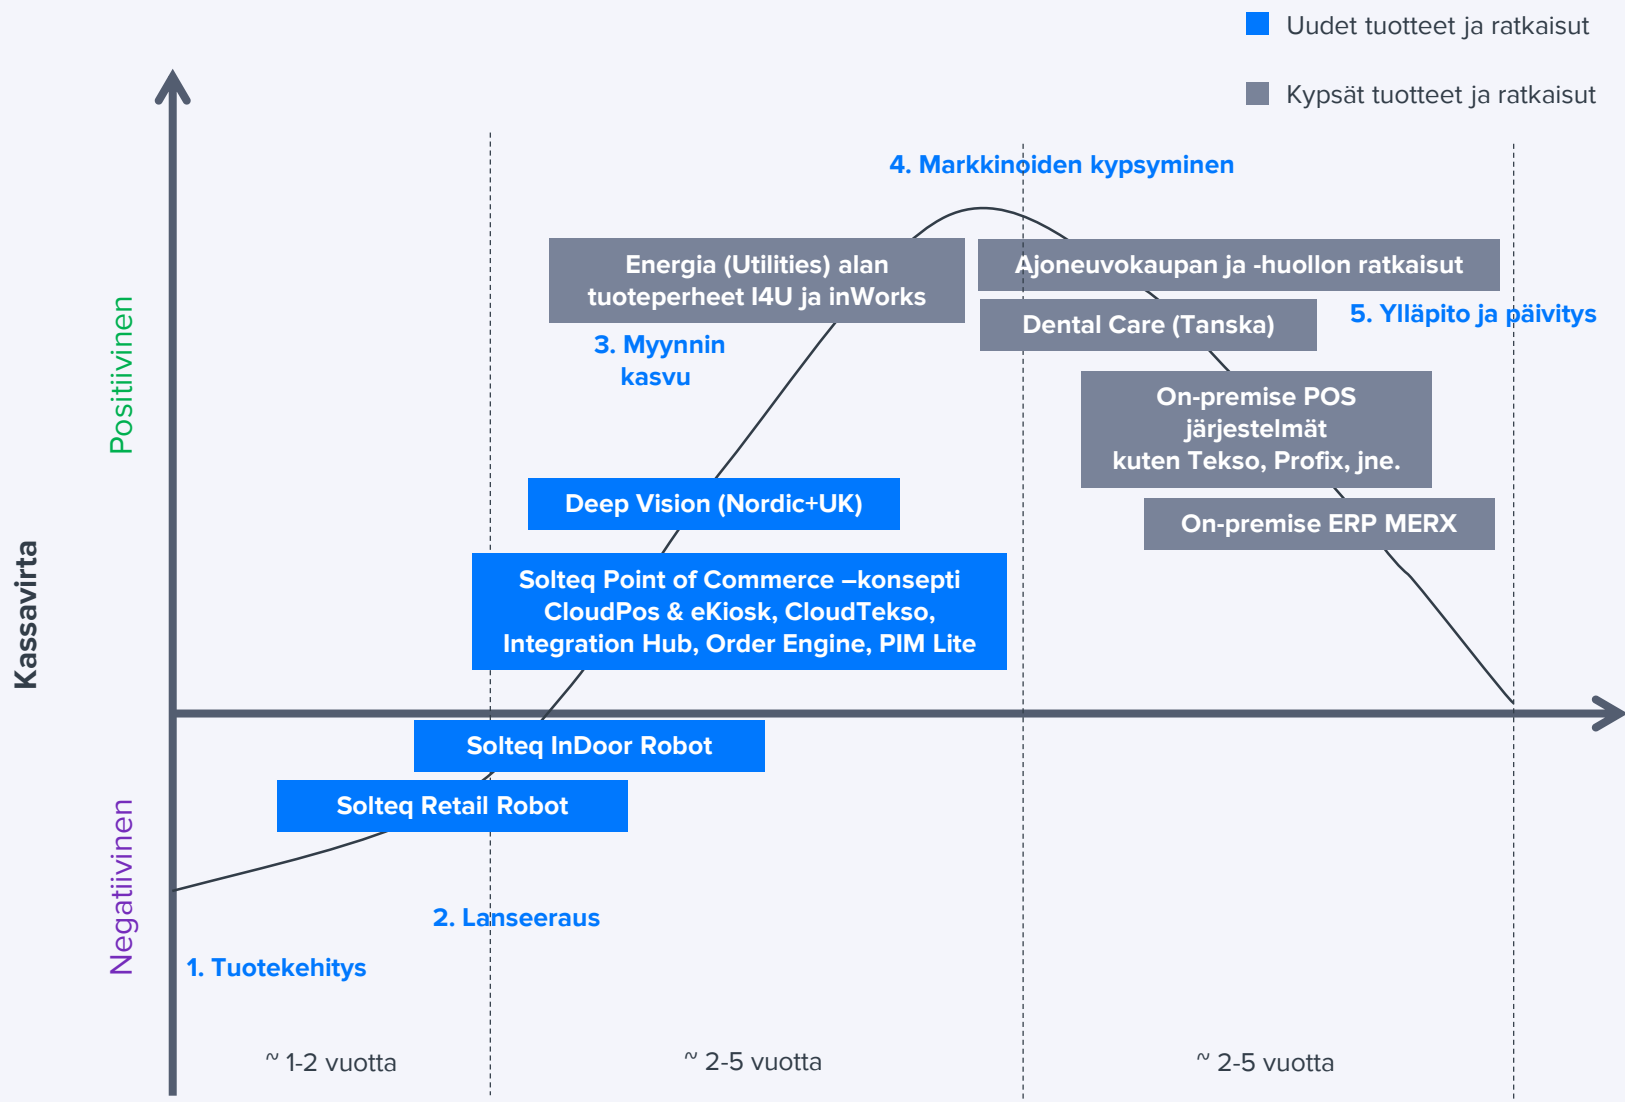 Uudet tuotteet ja ratkaisut
Kypsät tuotteet ja ratkaisut
4. Markkinoiden kypsyminen
Energia (Utilities) alan
tuoteperheet I4U ja inWorks
Ajoneuvokaupan ja -huollon ratkaisut
5. Ylläpito ja päivitys
Dental Care (Tanska)
3. Myynnin
kasvu
On-premise POS
järjestelmät
kuten Tekso, Profix, jne.
Positiivinen
Deep Vision (Nordic+UK)
On-premise ERP MERX
Solteq Point of Commerce –konsepti
CloudPos & eKiosk, CloudTekso,
Integration Hub, Order Engine, PIM Lite
Kassavirta
Solteq InDoor Robot
Solteq Retail Robot
Negatiivinen
2. Lanseeraus
1. Tuotekehitys
~ 1-2 vuotta
~ 2-5 vuotta
~ 2-5 vuotta